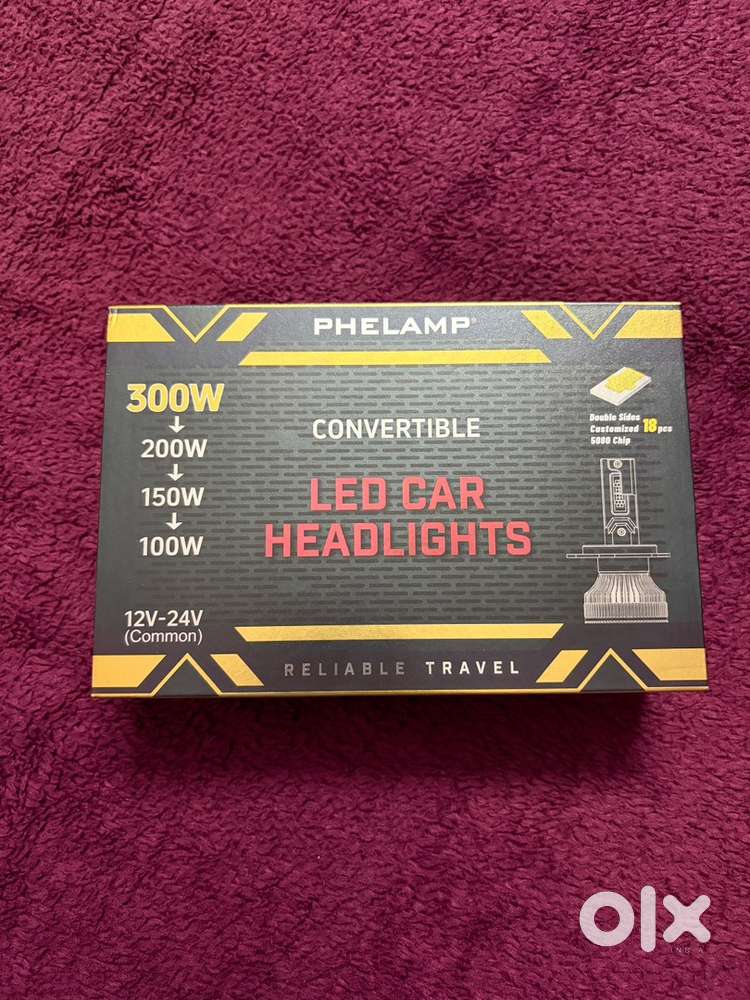 PHELAMP®
300W
200W
150W
100W
12V-24V
(Common)
CONVERTIBLE
LED CAR
HEADLIGHTS
Double Sides
Customized 18 pcs
5080 Chip
RELIABLE TRAVEL
olx
INDIA